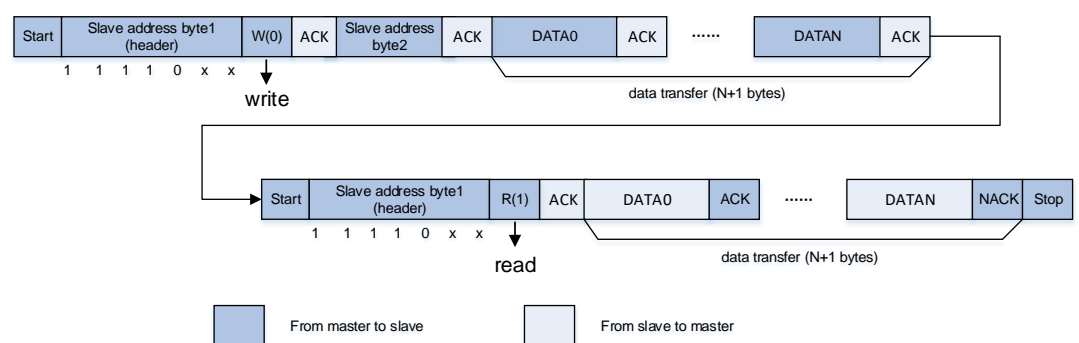 Start
Slave address byte1
(header)
W(0)
ACK
Slave address
byte2
ACK
DATA0
ACK
......
DATAN
ACK
1 1 1 1 0 x x
write
data transfer (N+1 bytes)
Start
Slave address byte1
(header)
R(1)
ACK
DATA0
ACK
......
DATAN
NACK
Stop
1 1 1 1 0 x x
read
data transfer (N+1 bytes)
From master to slave
From slave to master